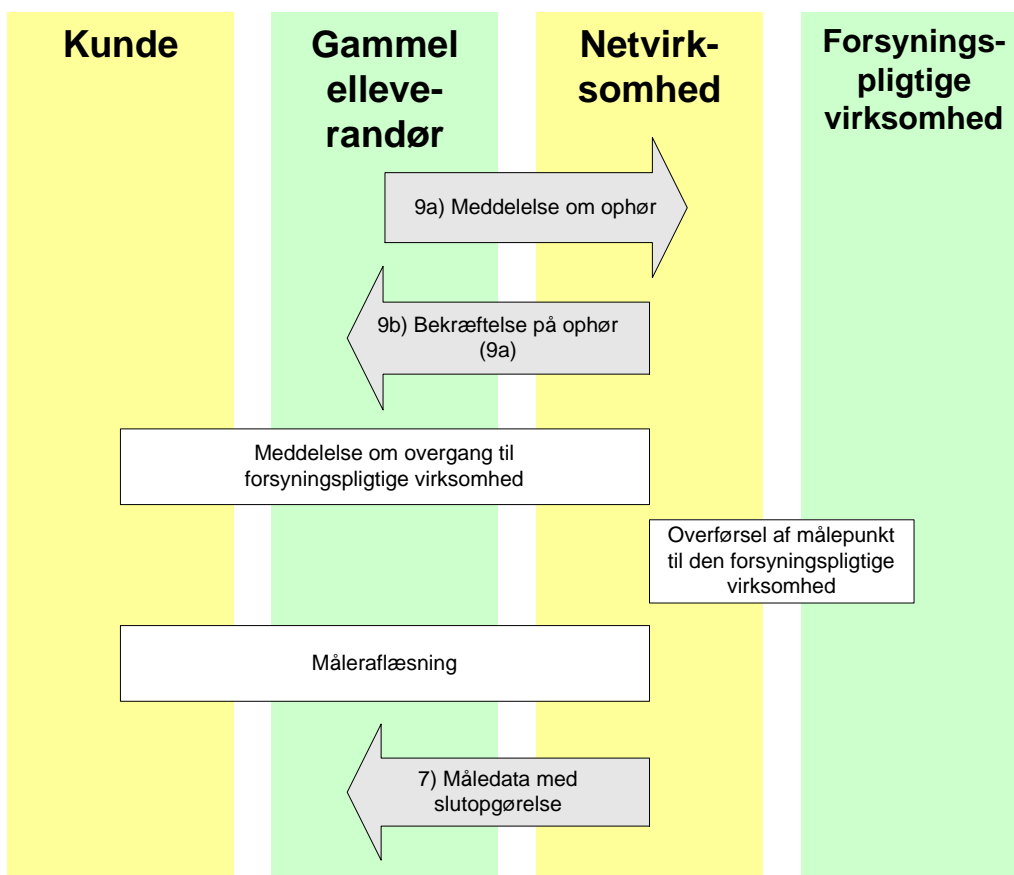 Kunde
Gammel
elleve-
randør
Netvirk-
somhed
Forsynings-
pligtige
virksomhed
9a) Meddelelse om ophør
9b) Bekræftelse på ophør
(9a)
Meddelelse om overgang til
forsyningspligtige virksomhed
Overførsel af målepunkt
til den forsyningspligtige
virksomhed
Måleraflæsning
7) Måledata med
slutopgørelse